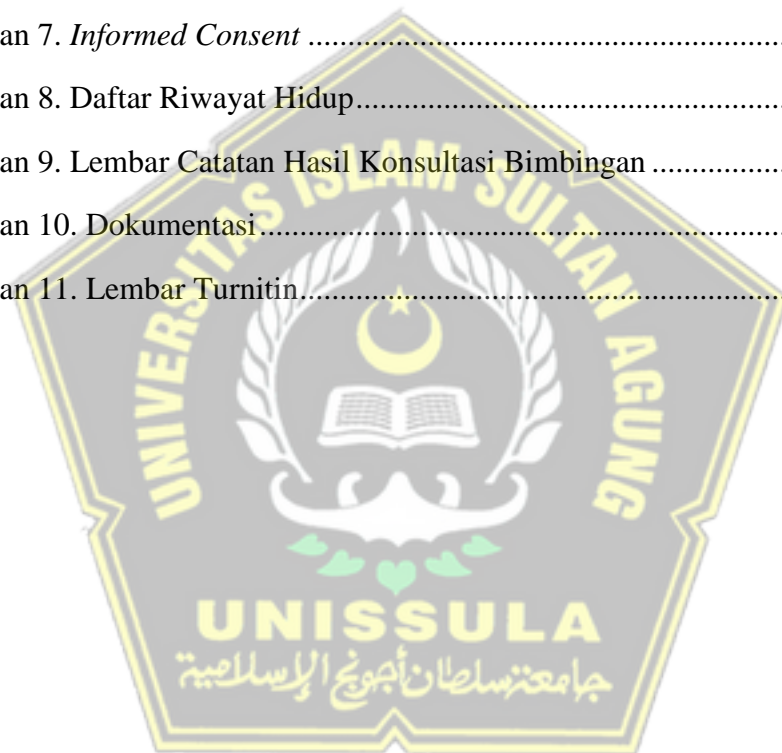 an 7. Informed Consent ........................................................
an 8. Daftar Riwayat Hidup..................................................
an 9. Lembar Catatan Hasil Konsultasi Bimbingan ................
an 10. Dokumentasi.............................................................
an 11. Lembar Turnitin........................................................
UNIVERSITAS ISLAM SULTAN AGUNG
UNISSULA
جامعة سلطان أجونج الإسلامية